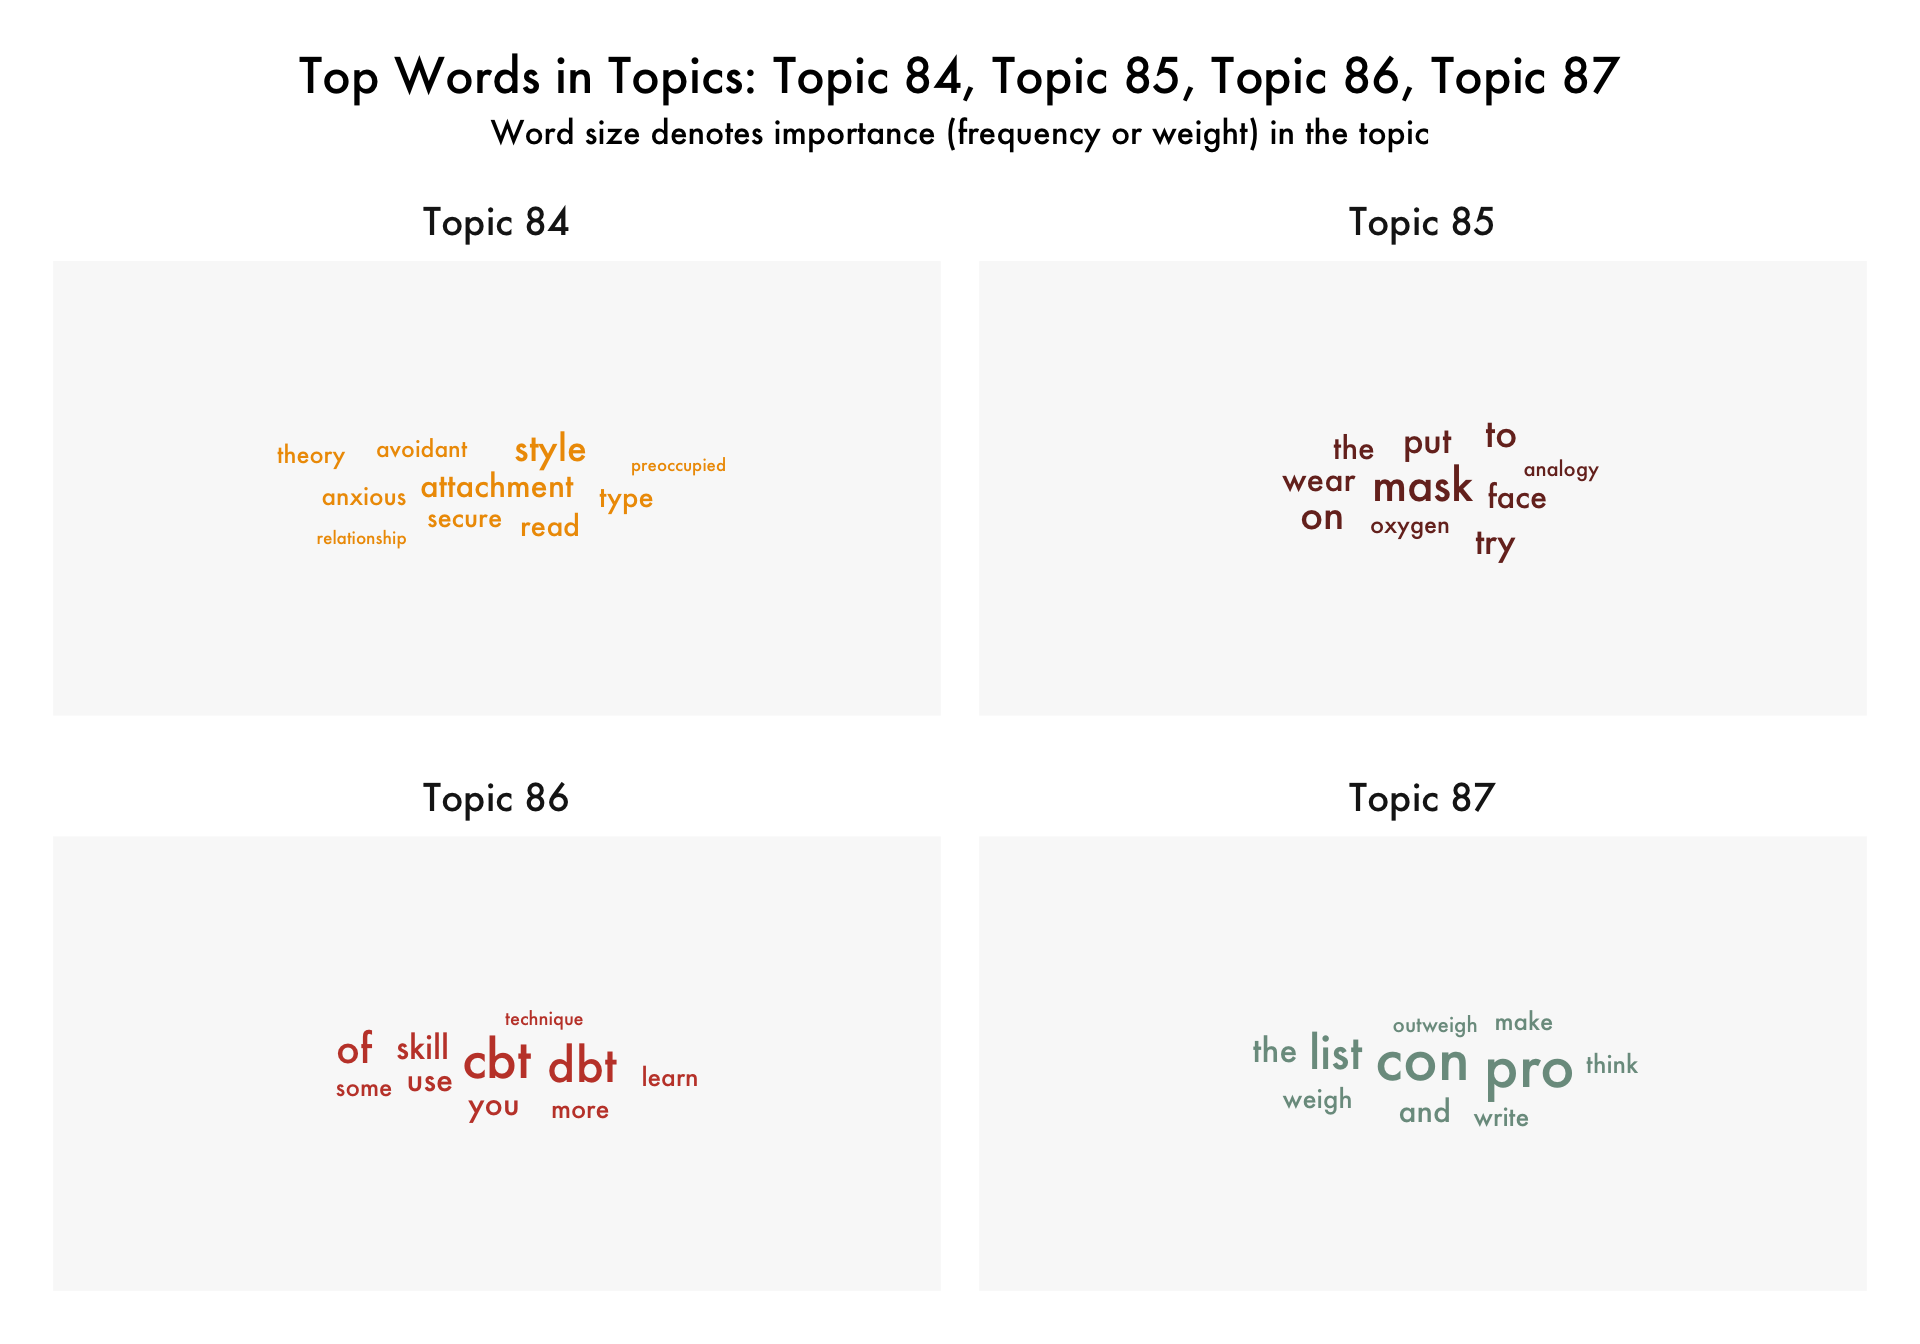 Top Words in Topics: Topic 84, Topic 85, Topic 86, Topic 87
Word size denotes importance (frequency or weight) in the topic
Topic 84
theory avoidant style preoccupied
anxious attachment type
secure read
relationship
Topic 85
the put to
analogy
wear mask face
on oxygen
try
Topic 86
technique
of skill cbt dbt learn
some use
you more
Topic 87
outweigh make
the list con pro think
weigh and write